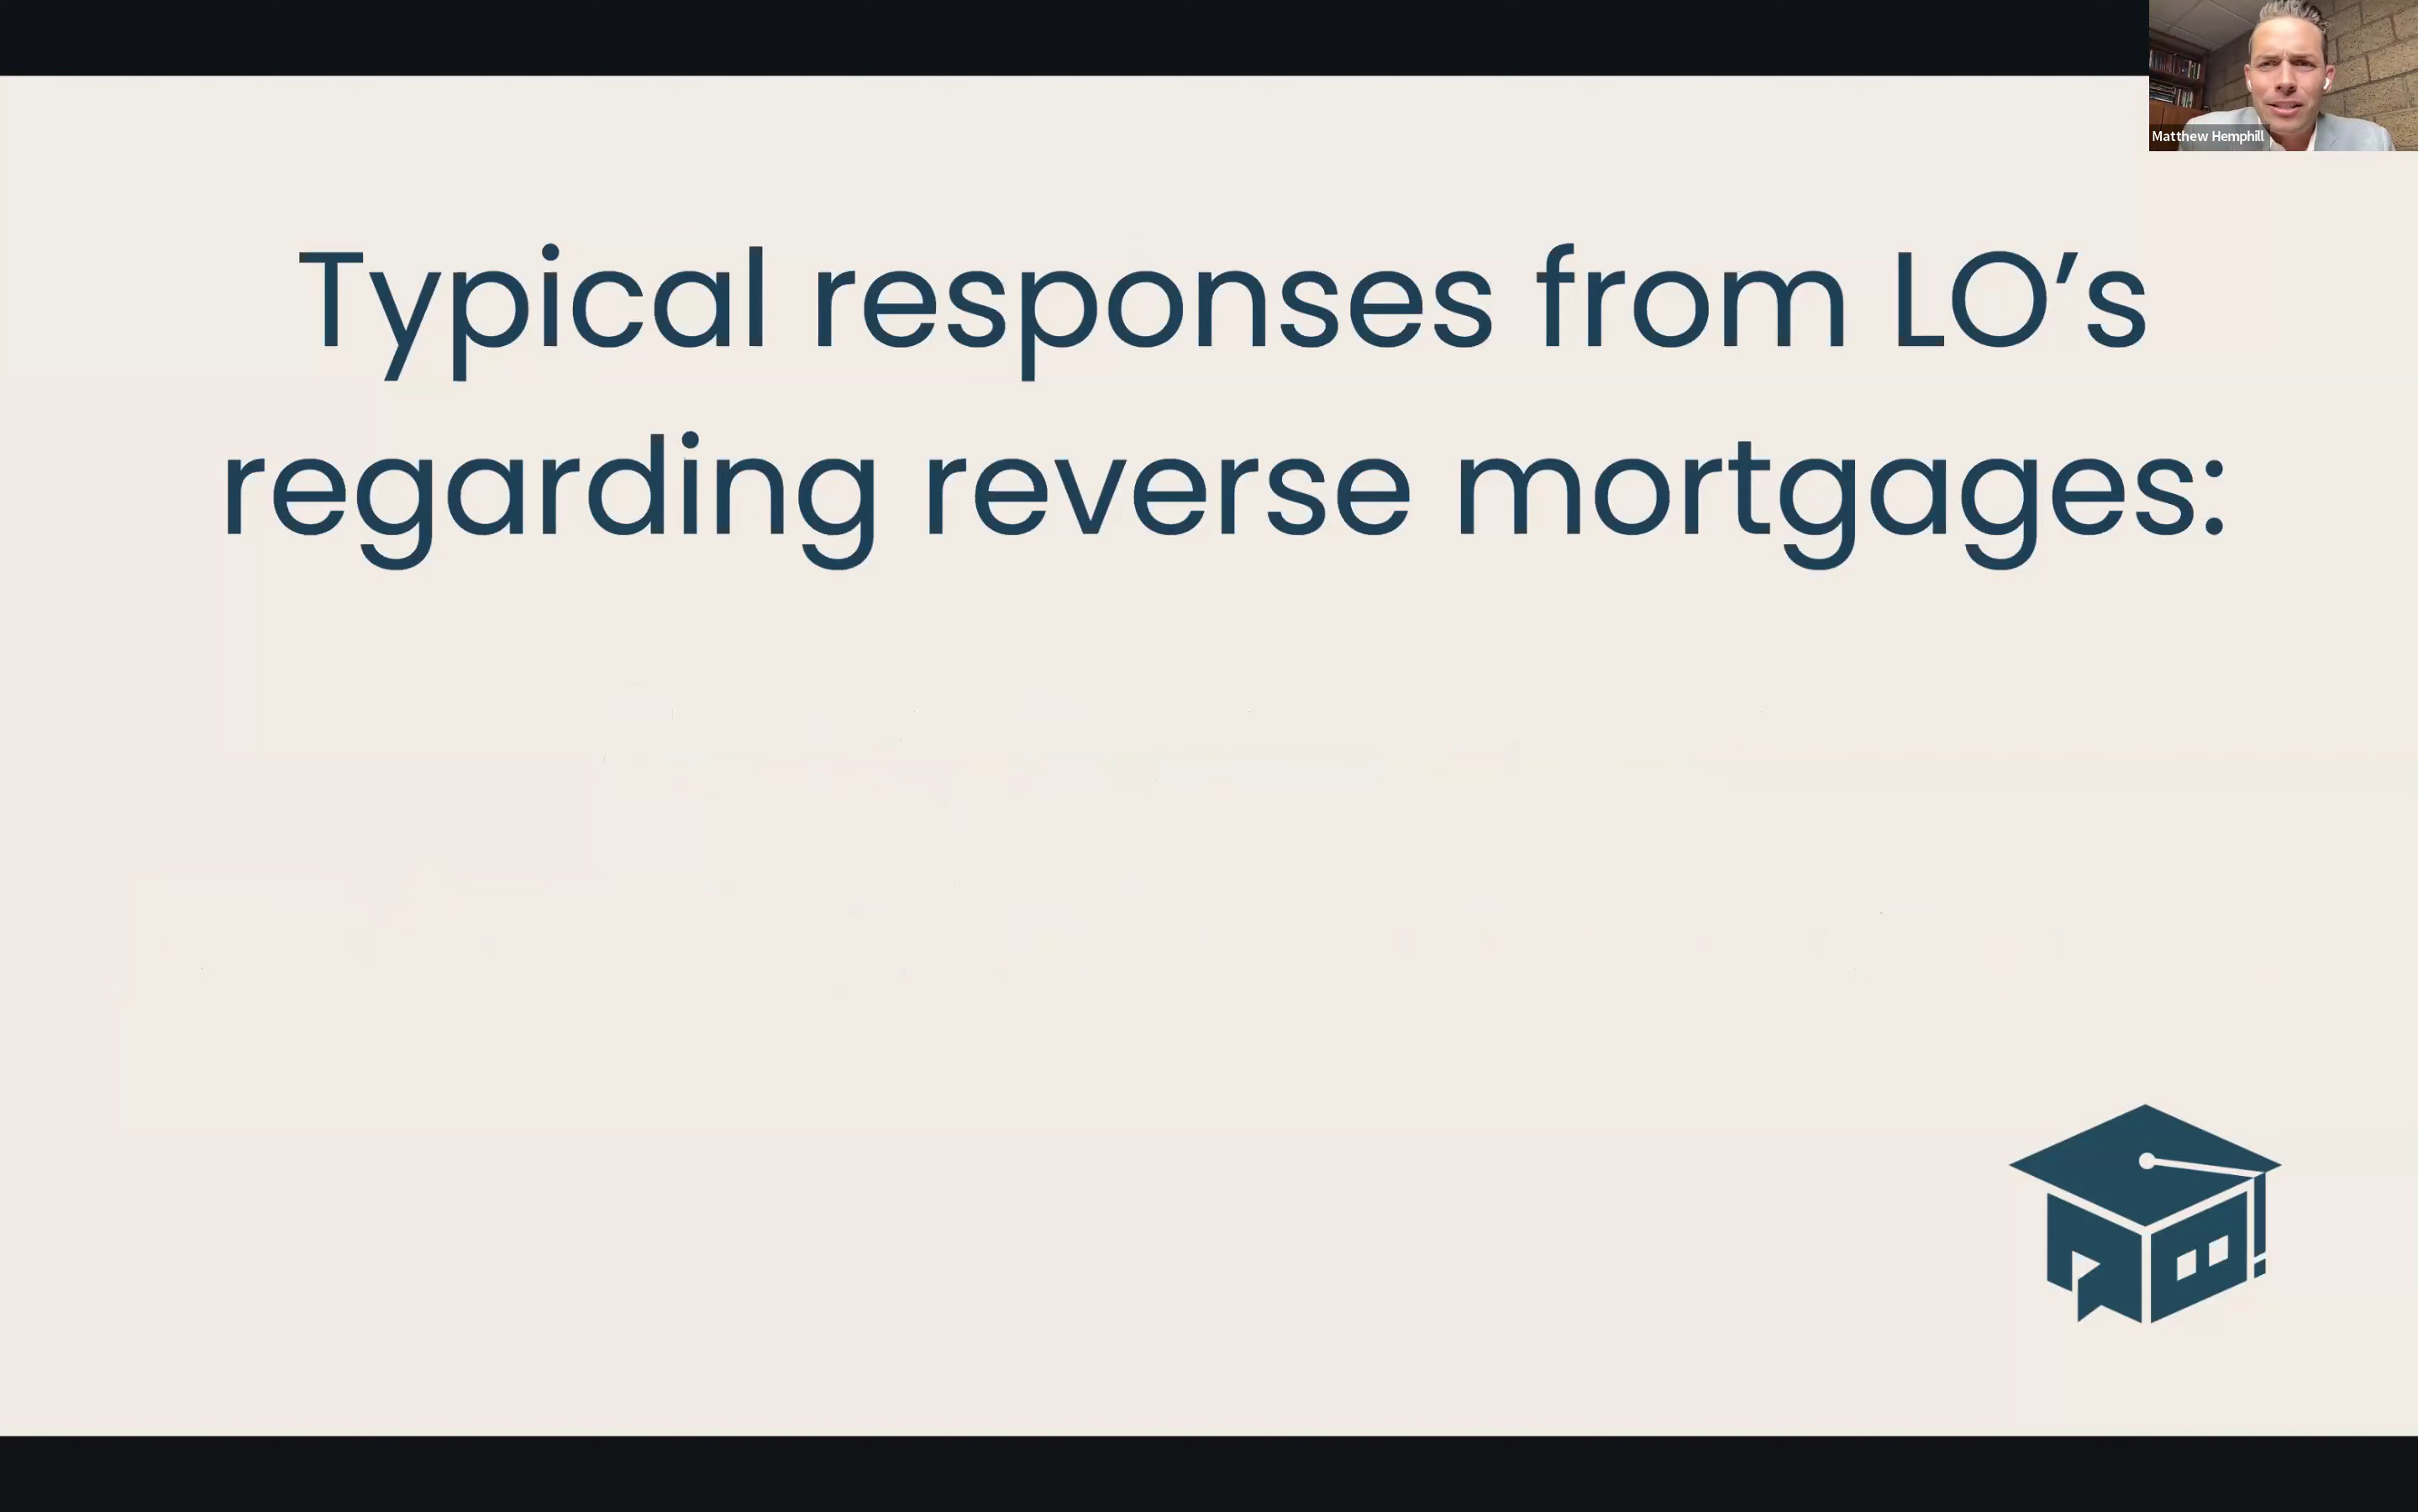 Matthew Hemphill
Typical responses from LO’s
regarding reverse mortgages: